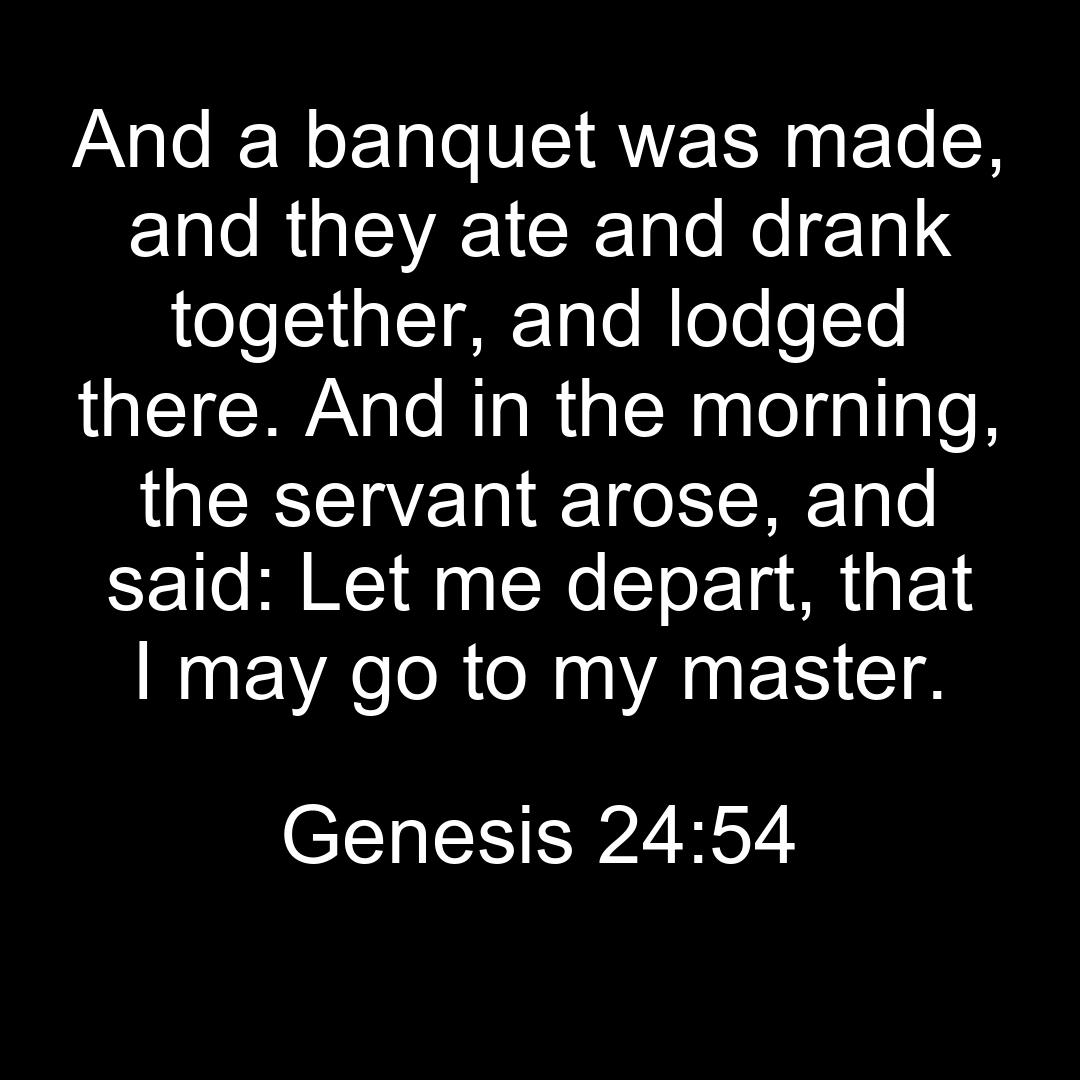 And a banquet was made,
and they ate and drank
together, and lodged
there. And in the morning,
the servant arose, and
said: Let me depart, that
I may go to my master.
Genesis 24:54